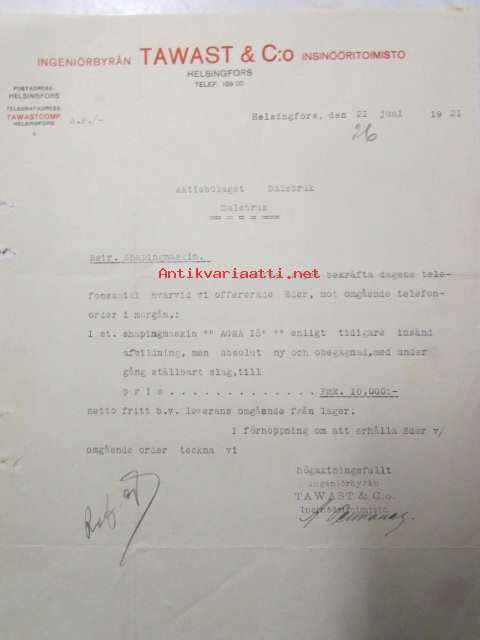 INGENIÖRBYRÅN TAWAST & C:o INSINÖÖRITOIMISTO
HELSINGFORS
TELEF. 109 00
POSTADRESS:
HELSINGFORS
TELEGRAFADRESS:
TAWASTCOMP.
HELSINGFORS
Helsingfors, den 21 juni 1921
26
Aktiebolaget Dalsbruk
Dalsbruk
Betr. Shapingmaskin.
Antikvariaatti.net
bekräfta dagens tele-
fonsamtal hvarvid vi offererade Eder, mot omgående telefon-
order i morgon,:
1 st. shapingmaskin "" AGMA 18" "" enligt tidigare insänd
afbildning, men absolut ny och obegagnad, med under
gång ställbart slag, till
pris . . . . . . . . . . . . . Fmk. 10,000:-
netto fritt b.v. leverans omgående från lager.
I förhoppning om att erhålla Eder v/
omgående order teckna vi
högaktningsfullt
Ingeniörbyrån
TAWAST & C:o.
Insinööritoimisto